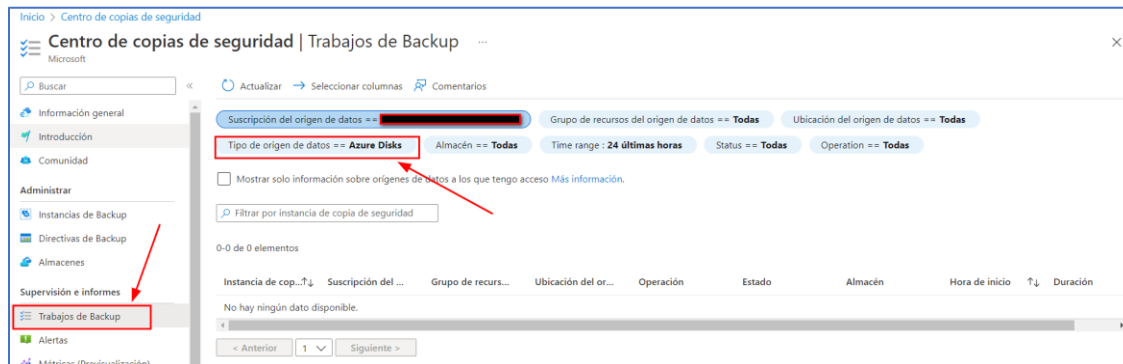 Inicio > Centro de copias de seguridad
Centro de copias de seguridad | Trabajos de Backup ...
Microsoft
Buscar
Actualizar
Seleccionar columnas
Comentarios
Información general
Introducción
Comunidad
Administrar
Instancias de Backup
Directivas de Backup
Almacenes
Supervisión e informes
Trabajos de Backup
Alertas
Métricas (Previsualización)
Suscripción del origen de datos ==
Grupo de recursos del origen de datos == Todas
Ubicación del origen de datos == Todas
Tipo de origen de datos == Azure Disks
Almacén == Todas
Time range : 24 últimas horas
Status == Todas
Operation == Todas
Mostrar solo información sobre orígenes de datos a los que tengo acceso Más información.
Filtrar por instancia de copia de seguridad
0-0 de 0 elementos
Instancia de cop... Suscripción del ... Grupo de recurs... Ubicación del or... Operación Estado Almacén Hora de inicio Duración
No hay ningún dato disponible.
< Anterior 1 Siguiente >